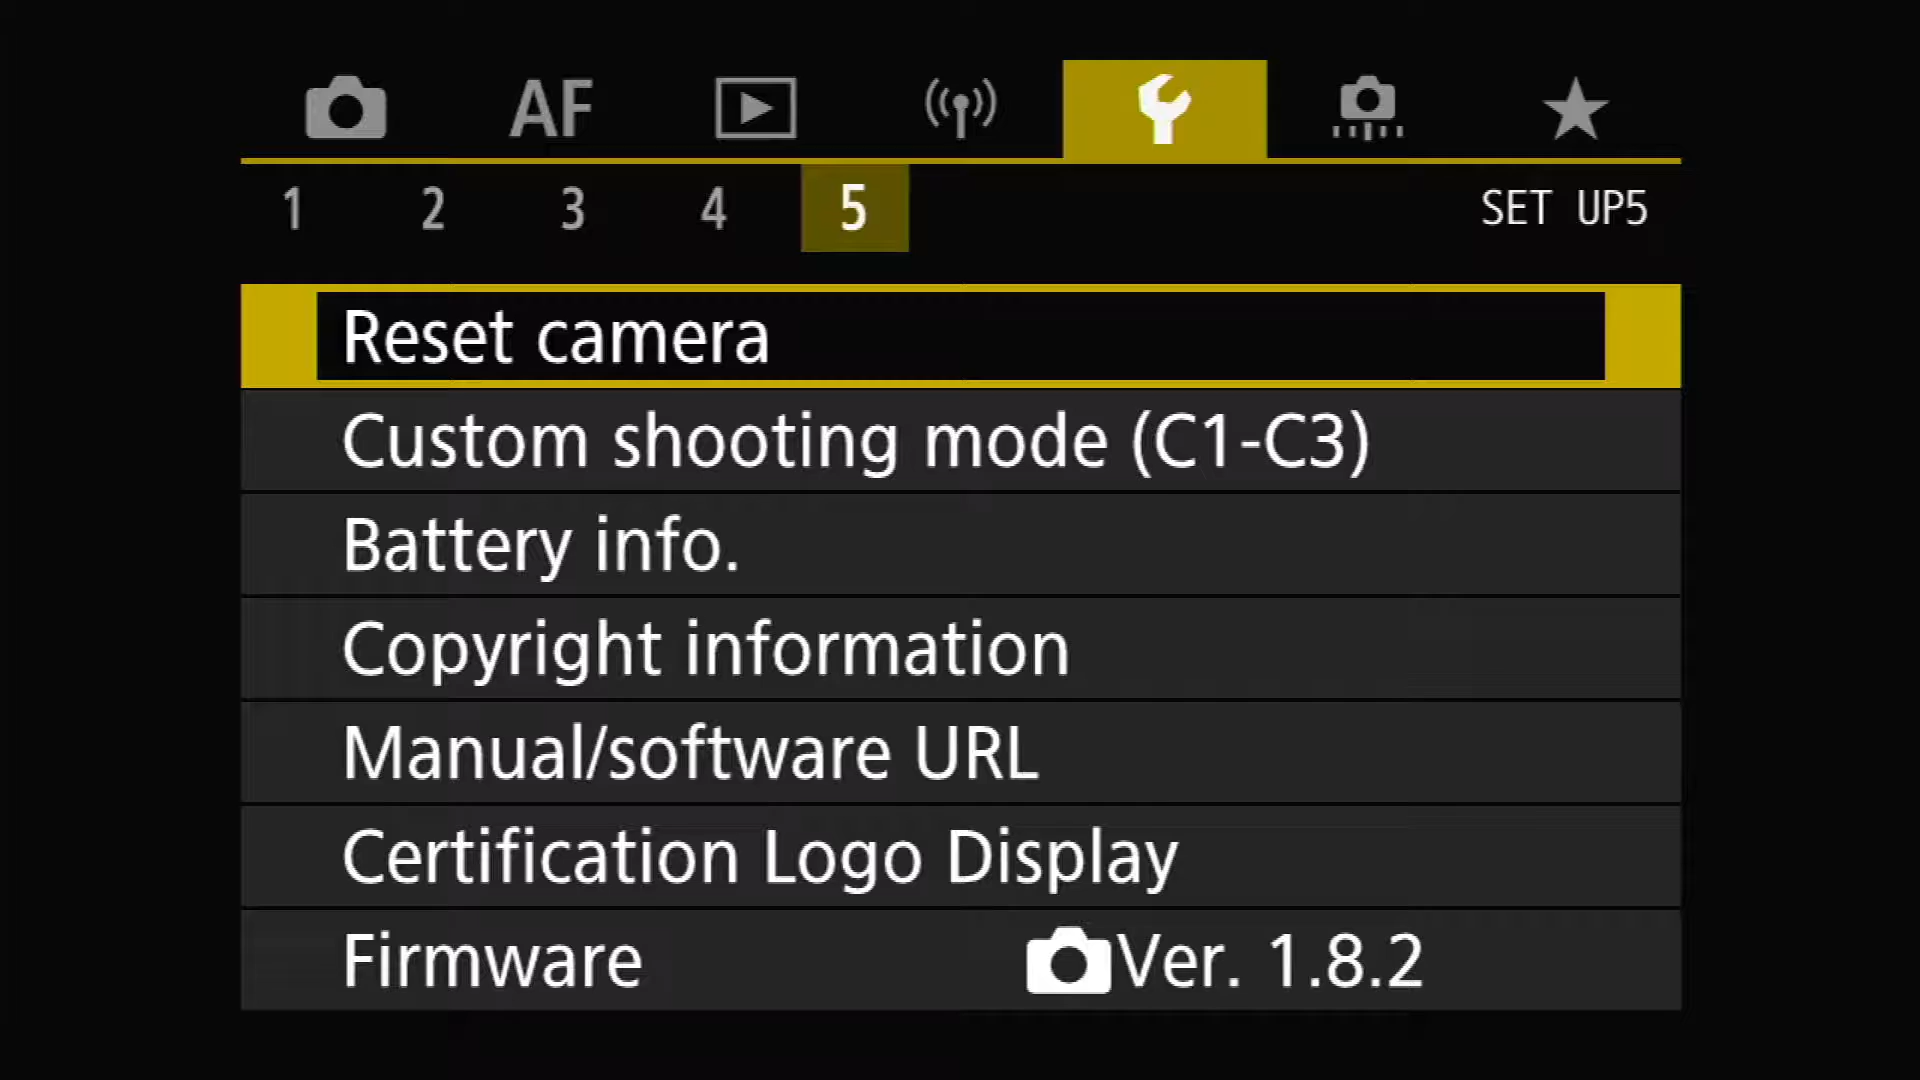 AF
1 2 3 4 5 SET UP5
Reset camera
Custom shooting mode (C1-C3)
Battery info.
Copyright information
Manual/software URL
Certification Logo Display
Firmware Ver. 1.8.2